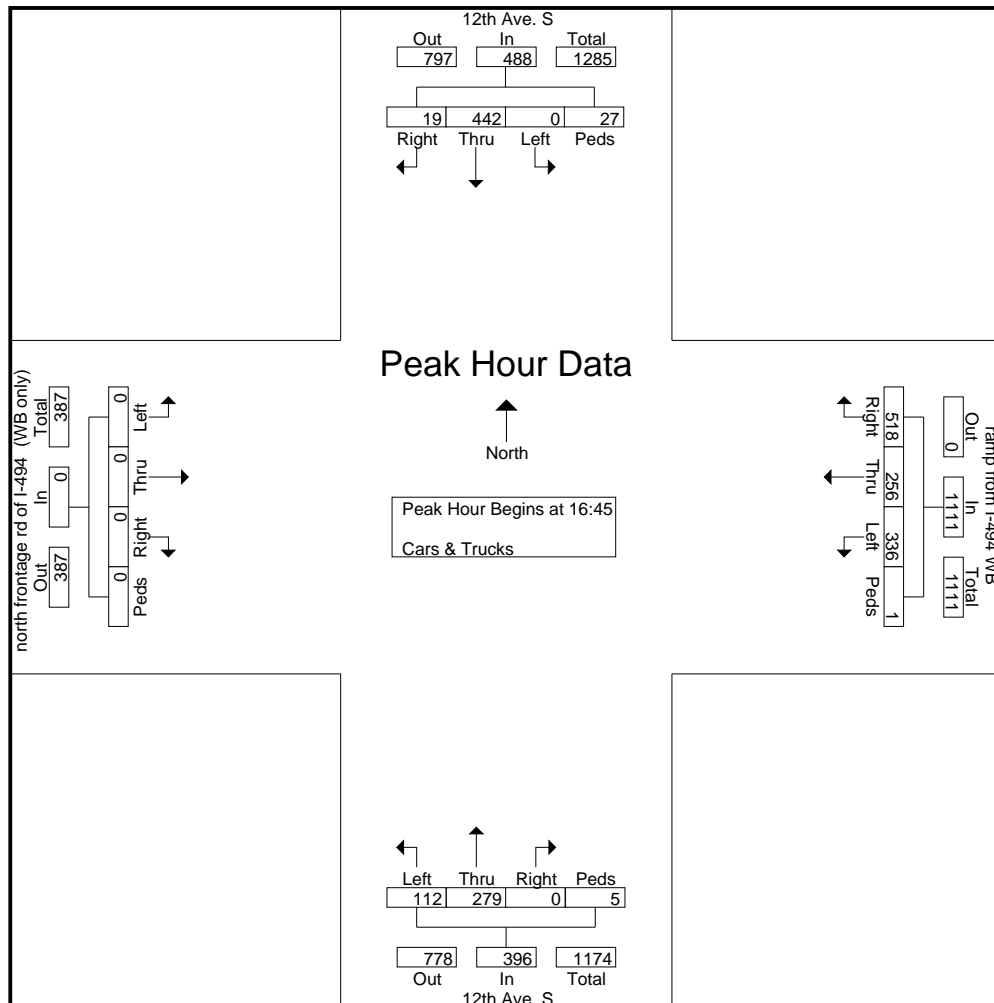 12th Ave. S
Out In Total
797 488 1285
19 442 0 27
Right Thru Left Peds
Peak Hour Data
North
Peak Hour Begins at 16:45
Cars & Trucks
north frontage rd of I-494 (WB only)
Total In Out
387 0 387
0 0 0 0
Left Thru Right Peds
ramp from I-494 WB
Out In Total
0 1111 1111
518 256 336 1
Right Thru Left Peds
Left Thru Right Peds
112 279 0 5
778 396 1174
Out In Total
12th Ave. S